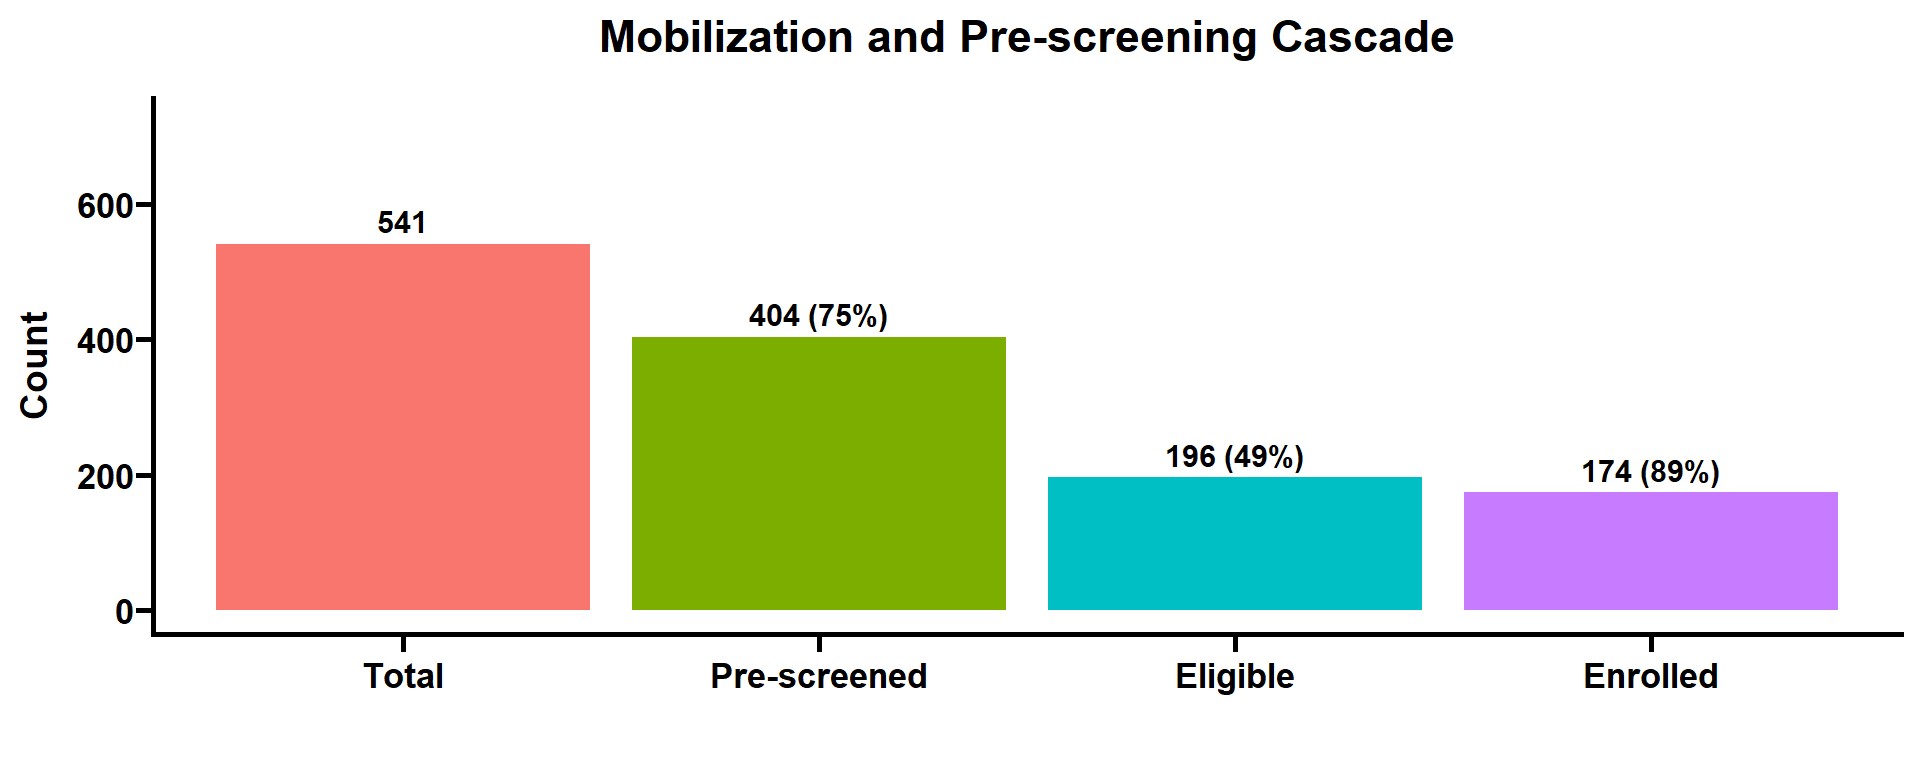 Mobilization and Pre-screening Cascade
Count
600
400
200
0
541
404 (75%)
196 (49%)
174 (89%)
Total
Pre-screened
Eligible
Enrolled